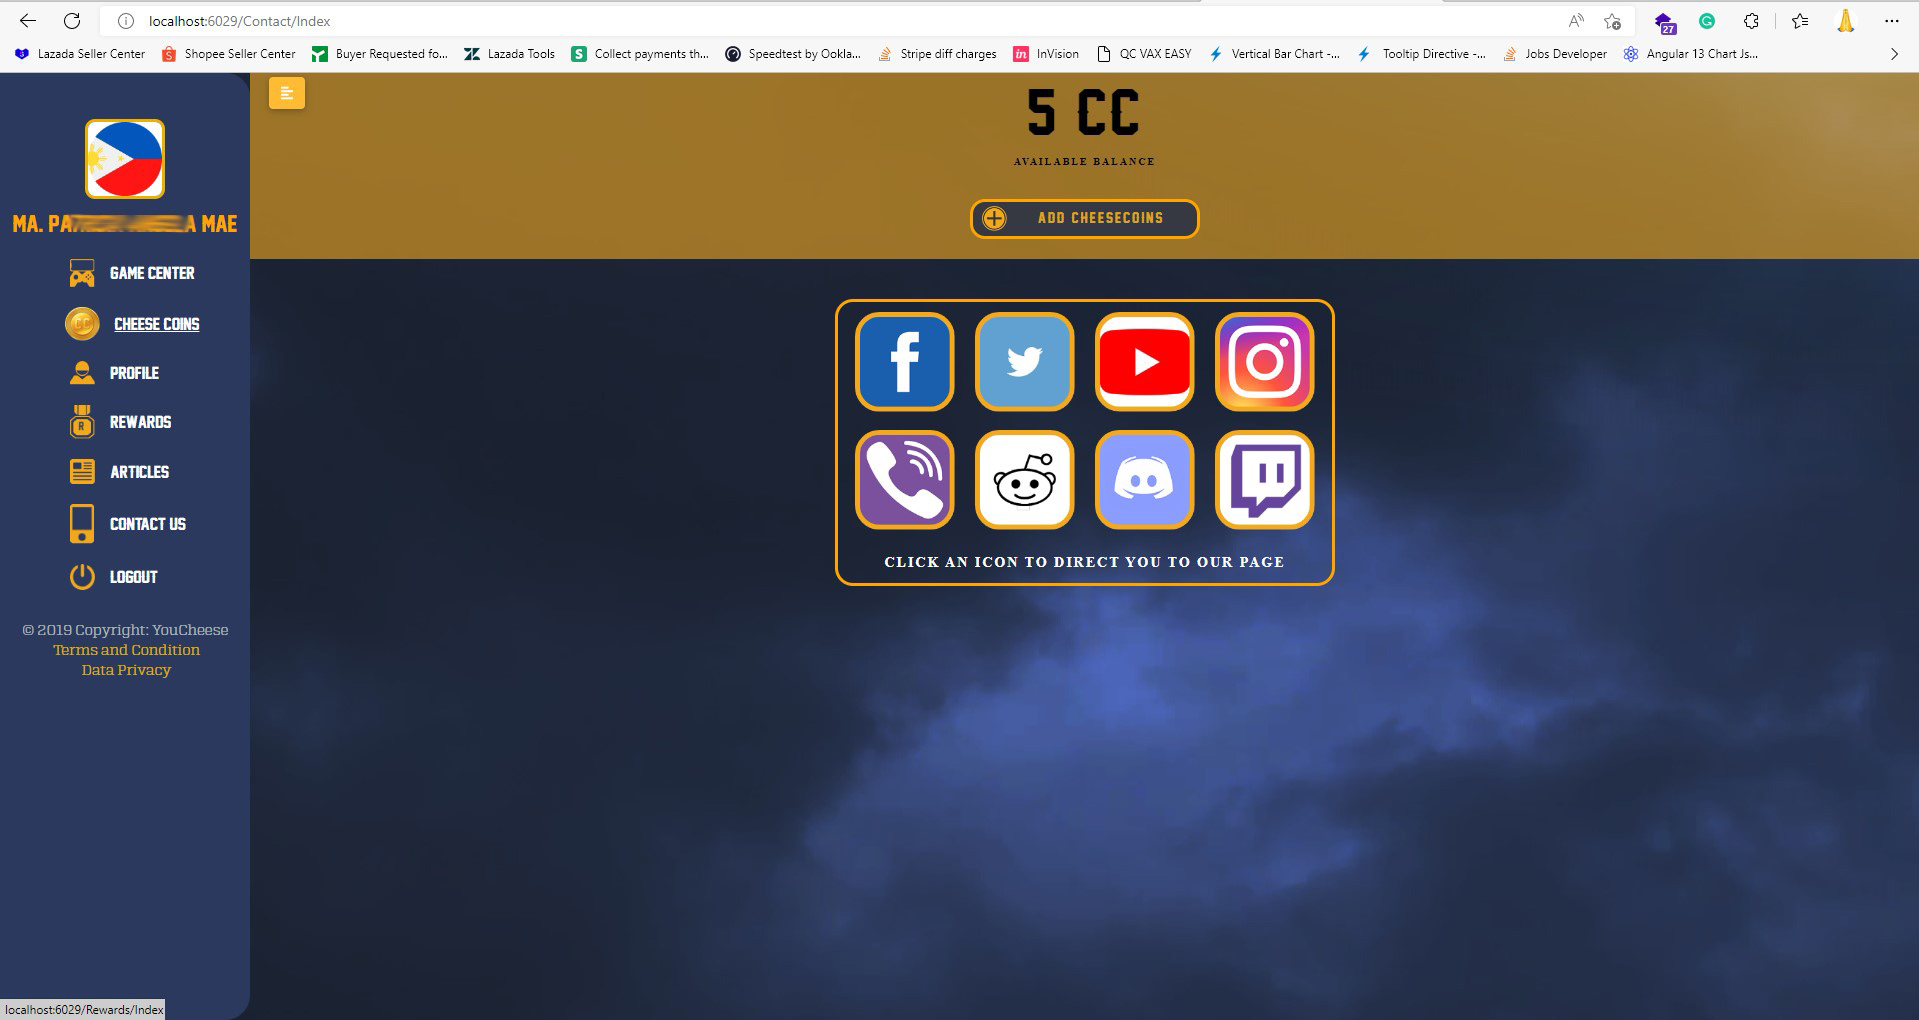 localhost:6029/Contact/Index
27
Lazada Seller Center
Shopee Seller Center
Buyer Requested fo...
Lazada Tools
Collect payments th...
Speedtest by Ookla...
Stripe diff charges
InVision
QC VAX EASY
Vertical Bar Chart -...
Tooltip Directive -...
Jobs Developer
Angular 13 Chart Js...
5 CC
AVAILABLE BALANCE
ADD CHEESECOINS
MA. PA A MAE
GAME CENTER
CC
CHEESE COINS
PROFILE
R
REWARDS
ARTICLES
CONTACT US
LOGOUT
© 2019 Copyright: YouCheese
Terms and Condition
Data Privacy
CLICK AN ICON TO DIRECT YOU TO OUR PAGE
localhost:6029/Rewards/Index